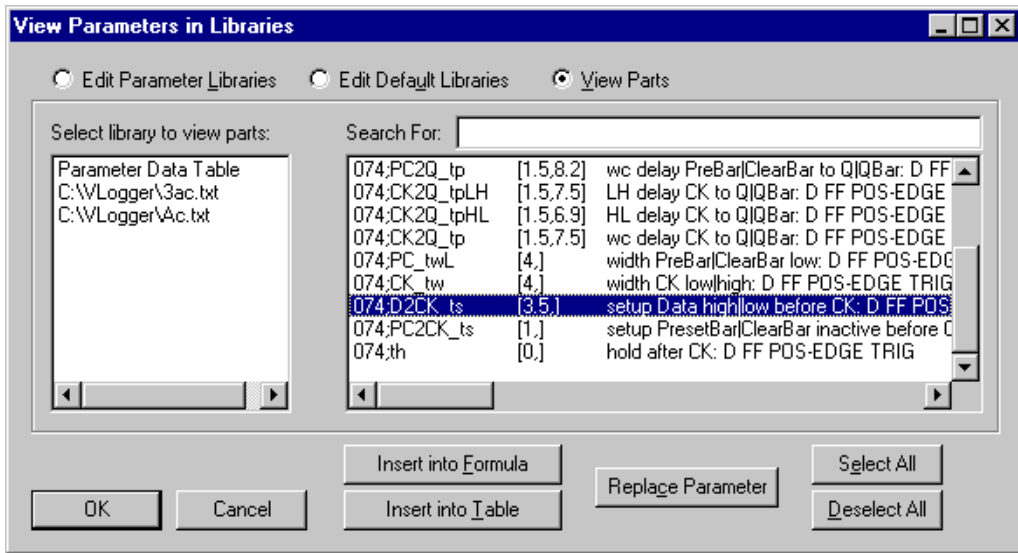 View Parameters in Libraries
Edit Parameter Libraries Edit Default Libraries View Parts
Select library to view parts: Search For:
Parameter Data Table
C:\VLogger\3ac.txt
C:\VLogger\Ac.txt
074;PC2Q_tp [1.5,8.2] wc delay PreBar|ClearBar to Q|QBar: D FF
074;CK2Q_tpLH [1.5,7.5] LH delay CK to Q|QBar: D FF POS-EDGE
074;CK2Q_tpHL [1.5,6.9] HL delay CK to Q|QBar: D FF POS-EDGE
074;CK2Q_tp [1.5,7.5] wc delay CK to Q|QBar: D FF POS-EDGE
074;PC_twL [4,] width PreBar|ClearBar low: D FF POS-EDG
074;CK_tw [4,] width CK low|high: D FF POS-EDGE TRIG
074;D2CK_ts [3.5,] setup Data high|low before CK: D FF POS
074;PC2CK_ts [1,] setup PresetBar|ClearBar inactive before C
074;th [0,] hold after CK: D FF POS-EDGE TRIG
Insert into Formula
Insert into Table
Replace Parameter
Select All
Deselect All
OK Cancel